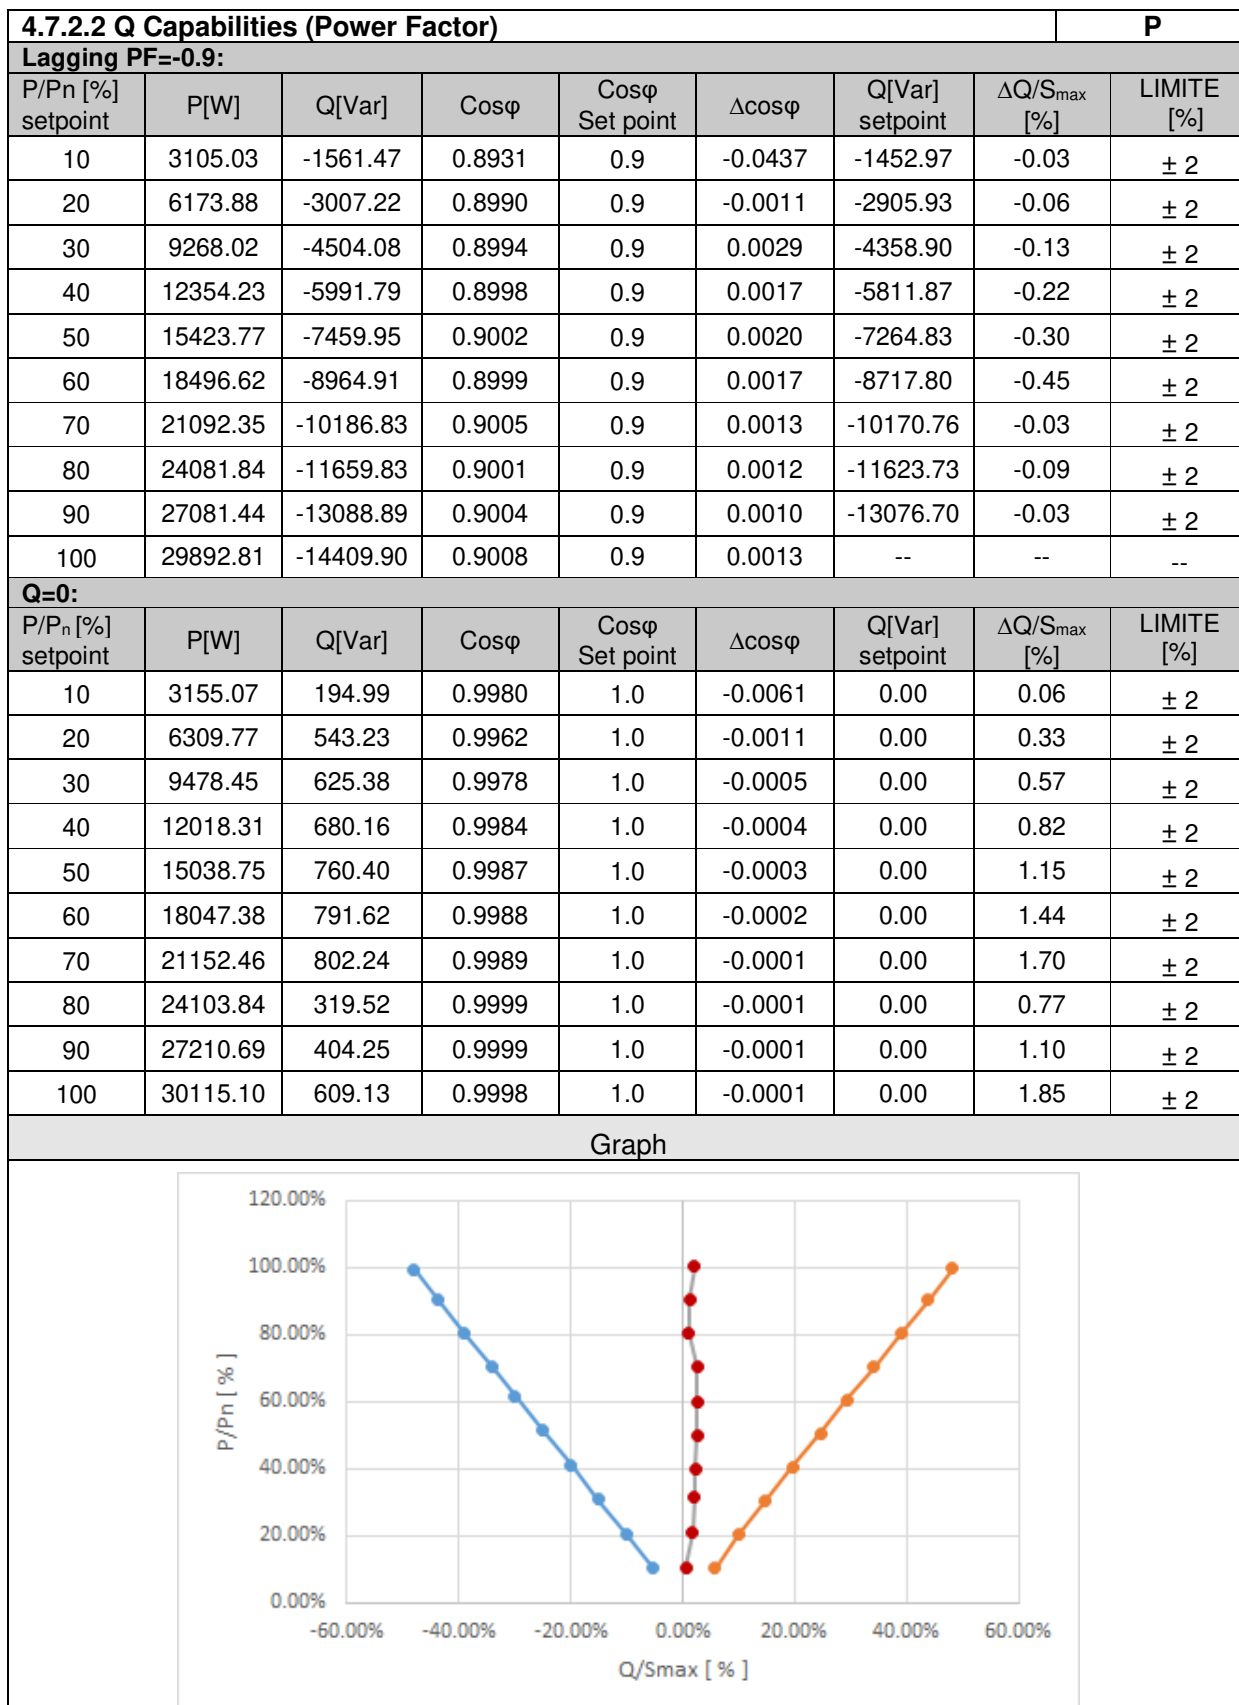 4.7.2.2 Q Capabilities (Power Factor) P
Lagging PF=-0.9:
P/Pn [%] setpoint P[W] Q[Var] Cosφ Cosφ Set point Δcosφ Q[Var] setpoint ΔQ/Smax [%] LIMITE [%]
10 3105.03 -1561.47 0.8931 0.9 -0.0437 -1452.97 -0.03 ± 2
20 6173.88 -3007.22 0.8990 0.9 -0.0011 -2905.93 -0.06 ± 2
30 9268.02 -4504.08 0.8994 0.9 0.0029 -4358.90 -0.13 ± 2
40 12354.23 -5991.79 0.8998 0.9 0.0017 -5811.87 -0.22 ± 2
50 15423.77 -7459.95 0.9002 0.9 0.0020 -7264.83 -0.30 ± 2
60 18496.62 -8964.91 0.8999 0.9 0.0017 -8717.80 -0.45 ± 2
70 21092.35 -10186.83 0.9005 0.9 0.0013 -10170.76 -0.03 ± 2
80 24081.84 -11659.83 0.9001 0.9 0.0012 -11623.73 -0.09 ± 2
90 27081.44 -13088.89 0.9004 0.9 0.0010 -13076.70 -0.03 ± 2
100 29892.81 -14409.90 0.9008 0.9 0.0013 -- -- --
Q=0:
P/Pn [%] setpoint P[W] Q[Var] Cosφ Cosφ Set point Δcosφ Q[Var] setpoint ΔQ/Smax [%] LIMITE [%]
10 3155.07 194.99 0.9980 1.0 -0.0061 0.00 0.06 ± 2
20 6309.77 543.23 0.9962 1.0 -0.0011 0.00 0.33 ± 2
30 9478.45 625.38 0.9978 1.0 -0.0005 0.00 0.57 ± 2
40 12018.31 680.16 0.9984 1.0 -0.0004 0.00 0.82 ± 2
50 15038.75 760.40 0.9987 1.0 -0.0003 0.00 1.15 ± 2
60 18047.38 791.62 0.9988 1.0 -0.0002 0.00 1.44 ± 2
70 21152.46 802.24 0.9989 1.0 -0.0001 0.00 1.70 ± 2
80 24103.84 319.52 0.9999 1.0 -0.0001 0.00 0.77 ± 2
90 27210.69 404.25 0.9999 1.0 -0.0001 0.00 1.10 ± 2
100 30115.10 609.13 0.9998 1.0 -0.0001 0.00 1.85 ± 2
Graph
120.00%
100.00%
80.00%
60.00%
40.00%
20.00%
0.00%
P/Pn [ % ]
-60.00% -40.00% -20.00% 0.00% 20.00% 40.00% 60.00%
Q/Smax [ % ]